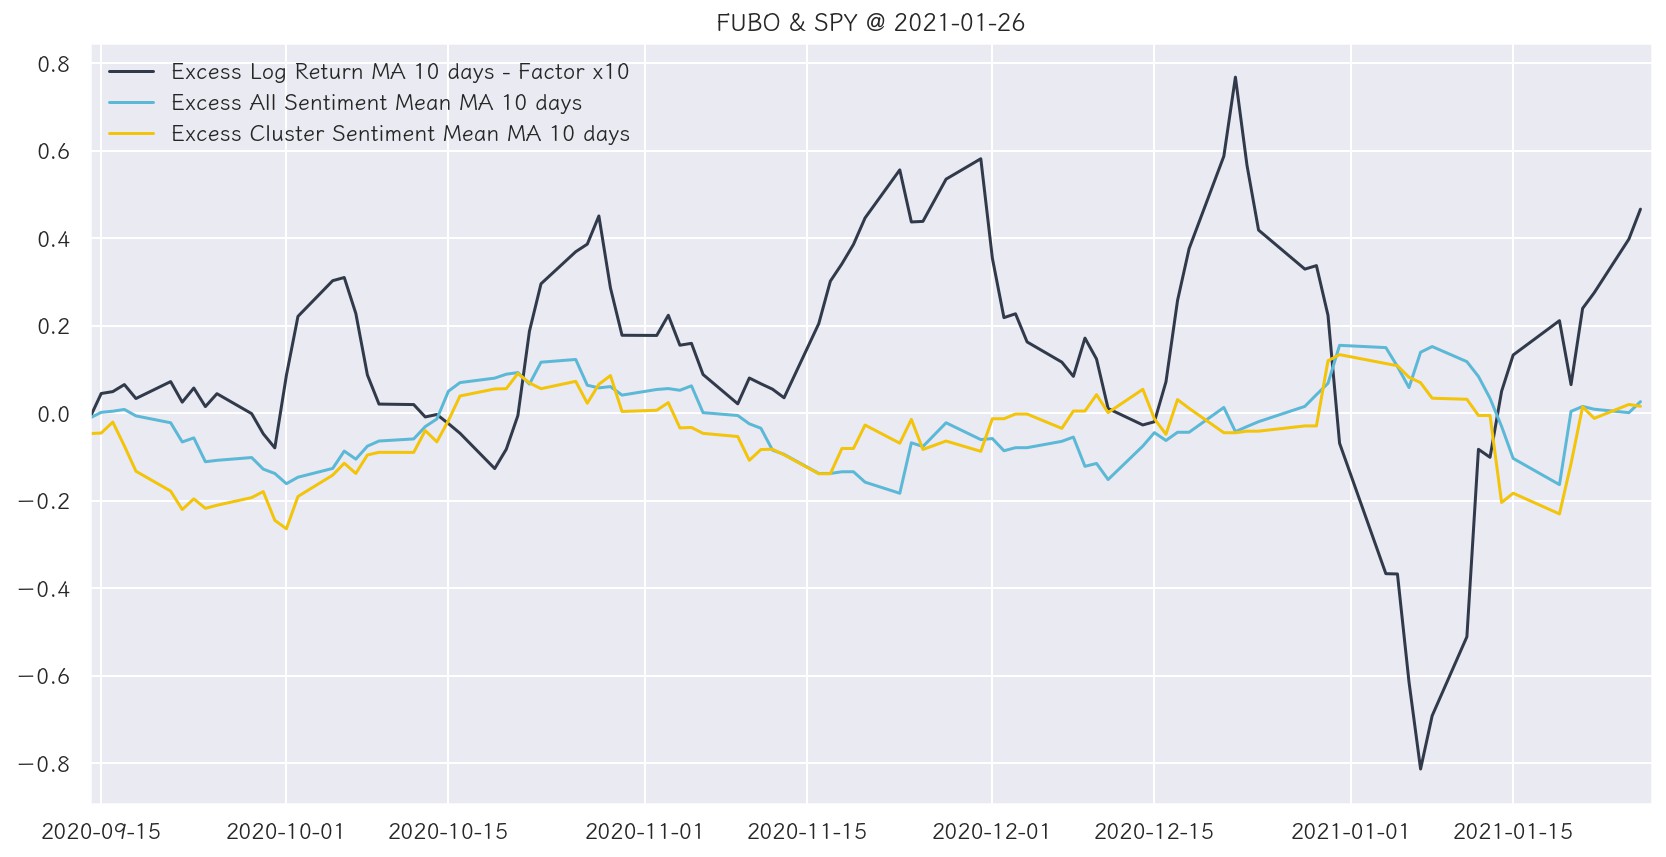 FUBO & SPY @ 2021-01-26
Excess Log Return MA 10 days - Factor x10
Excess All Sentiment Mean MA 10 days
Excess Cluster Sentiment Mean MA 10 days
0.8
0.6
0.4
0.2
0.0
−0.2
−0.4
−0.6
−0.8
2020-09-15 2020-10-01 2020-10-15 2020-11-01 2020-11-15 2020-12-01 2020-12-15 2021-01-01 2021-01-15